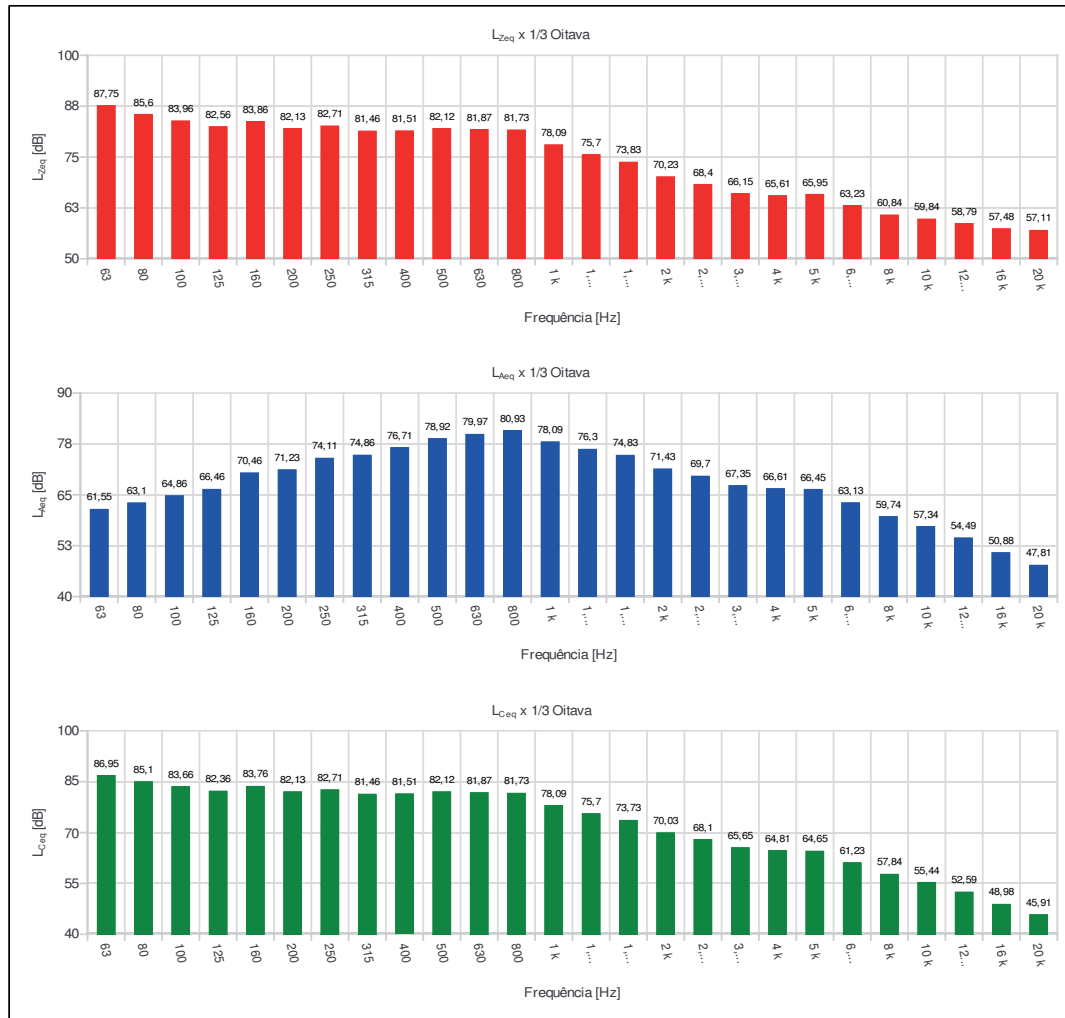 LZeq x 1/3 Oitava
100
88
75
63
50
LZeq [dB]
87,75 85,6 83,96 82,56 83,86 82,13 82,71 81,46 81,51 82,12 81,87 81,73 78,09 75,7 73,83 70,23 68,4 66,15 65,61 65,95 63,23 60,84 59,84 58,79 57,48 57,11
63 80 100 125 160 200 250 315 400 500 630 800 1 k 1,... 1,... 2 k 2,... 3,... 4 k 5 k 6,... 8 k 10 k 12... 16 k 20 k
Frequência [Hz]
LAeq x 1/3 Oitava
90
78
65
53
40
LAeq [dB]
61,55 63,1 64,86 66,46 70,46 71,23 74,11 74,86 76,71 78,92 79,97 80,93 78,09 76,3 74,83 71,43 69,7 67,35 66,61 66,45 63,13 59,74 57,34 54,49 50,88 47,81
63 80 100 125 160 200 250 315 400 500 630 800 1 k 1,... 1,... 2 k 2,... 3,... 4 k 5 k 6,... 8 k 10 k 12... 16 k 20 k
Frequência [Hz]
LCeq x 1/3 Oitava
100
85
70
55
40
LCeq [dB]
86,95 85,1 83,66 82,36 83,76 82,13 82,71 81,46 81,51 82,12 81,87 81,73 78,09 75,7 73,73 70,03 68,1 65,65 64,81 64,65 61,23 57,84 55,44 52,59 48,98 45,91
63 80 100 125 160 200 250 315 400 500 630 800 1 k 1,... 1,... 2 k 2,... 3,... 4 k 5 k 6,... 8 k 10 k 12... 16 k 20 k
Frequência [Hz]